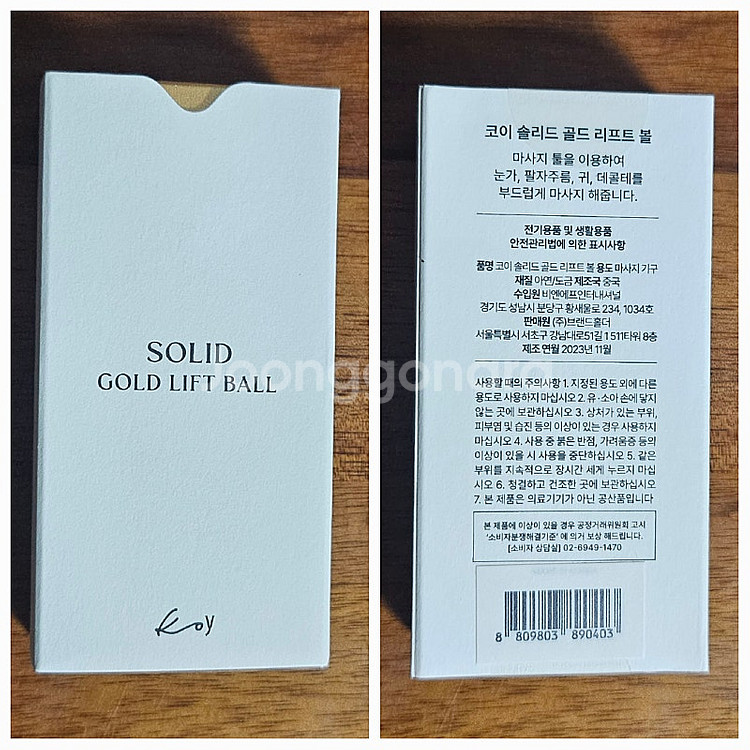 SOLID
GOLD LIFT BALL
Koy
코이 솔리드 골드 리프트 볼
마사지 툴을 이용하여
눈가, 팔자주름, 귀, 데콜테를
부드럽게 마사지 해줍니다.
전기용품 및 생활용품
안전관리법에 의한 표시사항
품명 코이 솔리드 골드 리프트 볼 용도 마사지 기구
재질 아연/도금 제조국 중국
수입원 비엔에프인터내셔널
경기도 성남시 분당구 황새울로 234, 1034호
판매원 (주)브랜드홀더
서울특별시 서초구 강남대로51길 1 511타워 8층
제조 연월 2023년 11월
joonggonara
사용할 때의 주의사항 1. 지정된 용도 외에 다른
용도로 사용하지 마십시오 2. 유·소아 손에 닿지
않는 곳에 보관하십시오 3. 상처가 있는 부위,
피부염 및 습진 등의 이상이 있는 경우 사용하지
마십시오 4. 사용 중 붉은 반점, 가려움증 등의
이상이 있을 시 사용을 중단하십시오 5. 같은
부위를 지속적으로 장시간 세게 누르지 마십
시오 6. 청결하고 건조한 곳에 보관하십시오
7. 본 제품은 의료기기가 아닌 공산품입니다
본 제품에 이상이 있을 경우 공정거래위원회 고시
'소비자분쟁해결기준' 에 의거 보상 해드립니다.
[소비자 상담실] 02-6949-1470
8 809803 890403